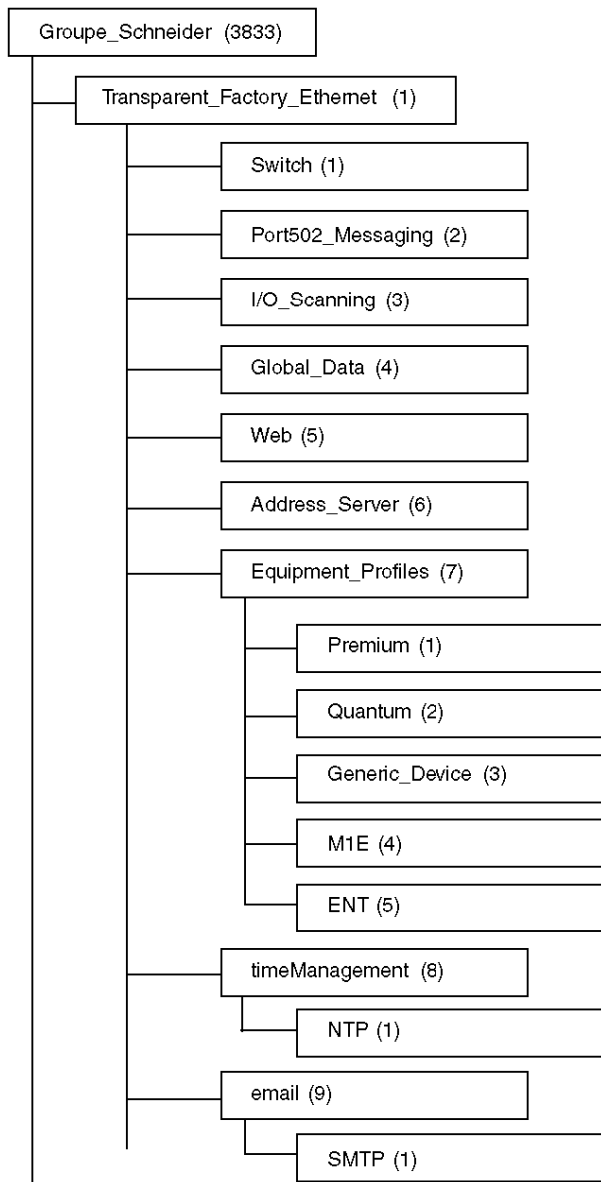 Groupe_Schneider (3833)
Transparent_Factory_Ethernet (1)
Switch (1)
Port502_Messaging (2)
I/O_Scanning (3)
Global_Data (4)
Web (5)
Address_Server (6)
Equipment_Profiles (7)
Premium (1)
Quantum (2)
Generic_Device (3)
M1E (4)
ENT (5)
timeManagement (8)
NTP (1)
email (9)
SMTP (1)